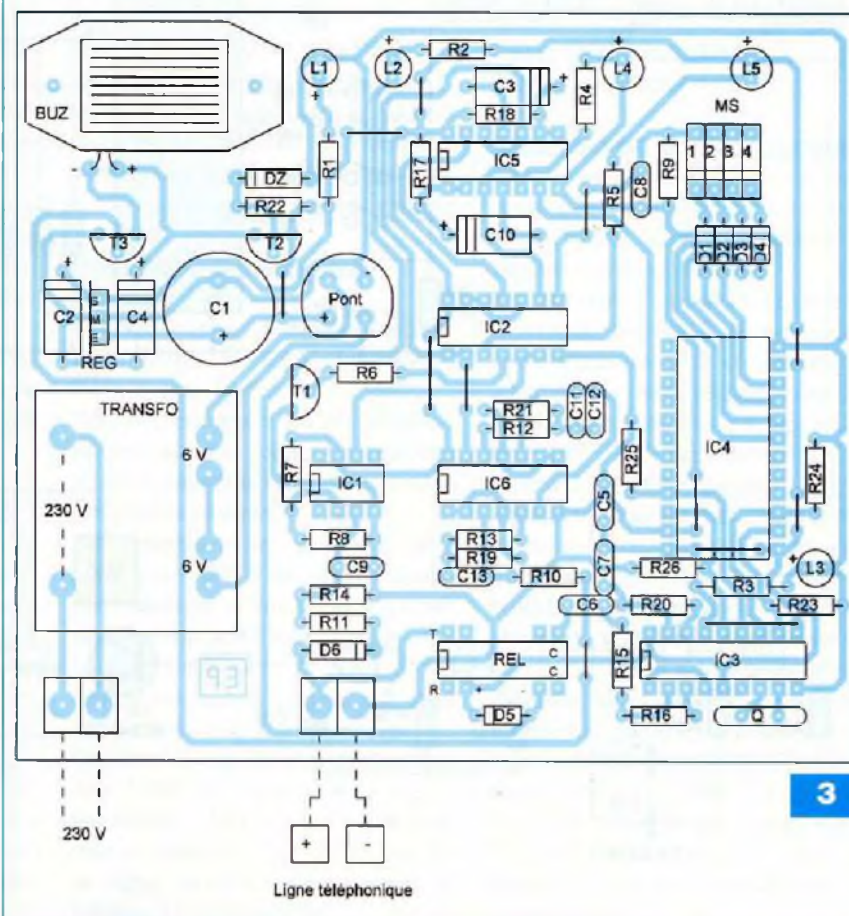 BUZ
- +
L1
+
+
L2
R2
C3
+
R18
R4
+
L4
+
L5
MS
1 2 3 4
IC5
R17
R1
DZ
R22
C10
+
R5
C8
R9
D1
D2
D3
D4
T3
T2
+
C2
REG
+
C4
C1
+
Pont
-
+
IC2
T1
R6
R21
R12
C11
C12
IC4
R25
R24
TRANSFO
6 V
230 V
6 V
R7
IC1
IC6
C5
R8
C9
R13
R19
C13
R10
C7
C6
R26
R20
R3
+
L3
R23
R14
R11
D6
T
REL
C
C
R
+
D5
R15
IC3
R16
Q
93
3
230 V
+ -
Ligne téléphonique